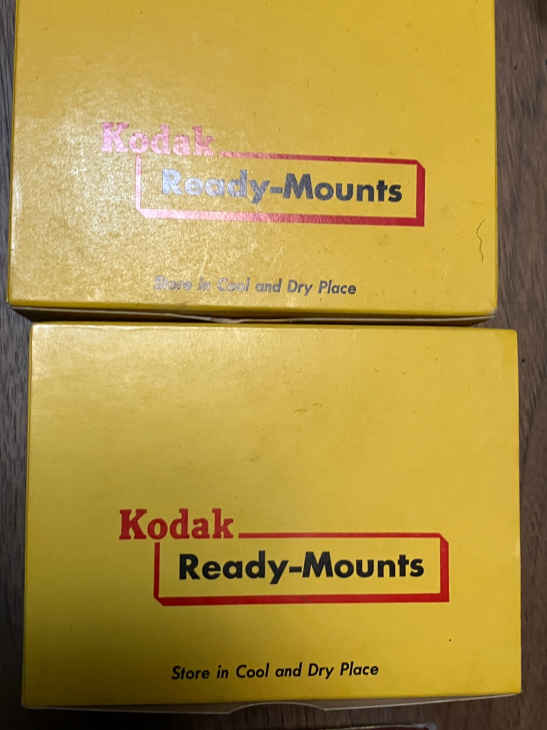 Kodak
Ready-Mounts
Store in Cool and Dry Place
Kodak
Ready-Mounts
Store in Cool and Dry Place